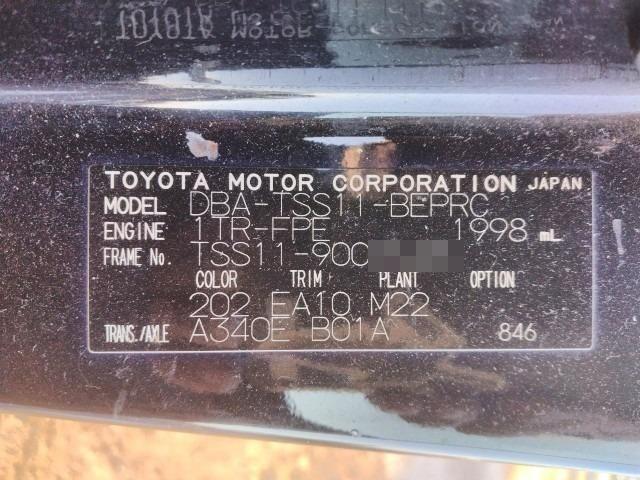 TOYOTA MOTOR CORPORATION JAPAN
MODEL DBA-TSS11-BEPRC
ENGINE 1TR-FPE 1998 mL
FRAME No. TSS11-900
COLOR TRIM PLANT OPTION
202 EA10 M22
TRANS./AXLE A340E B01A 846